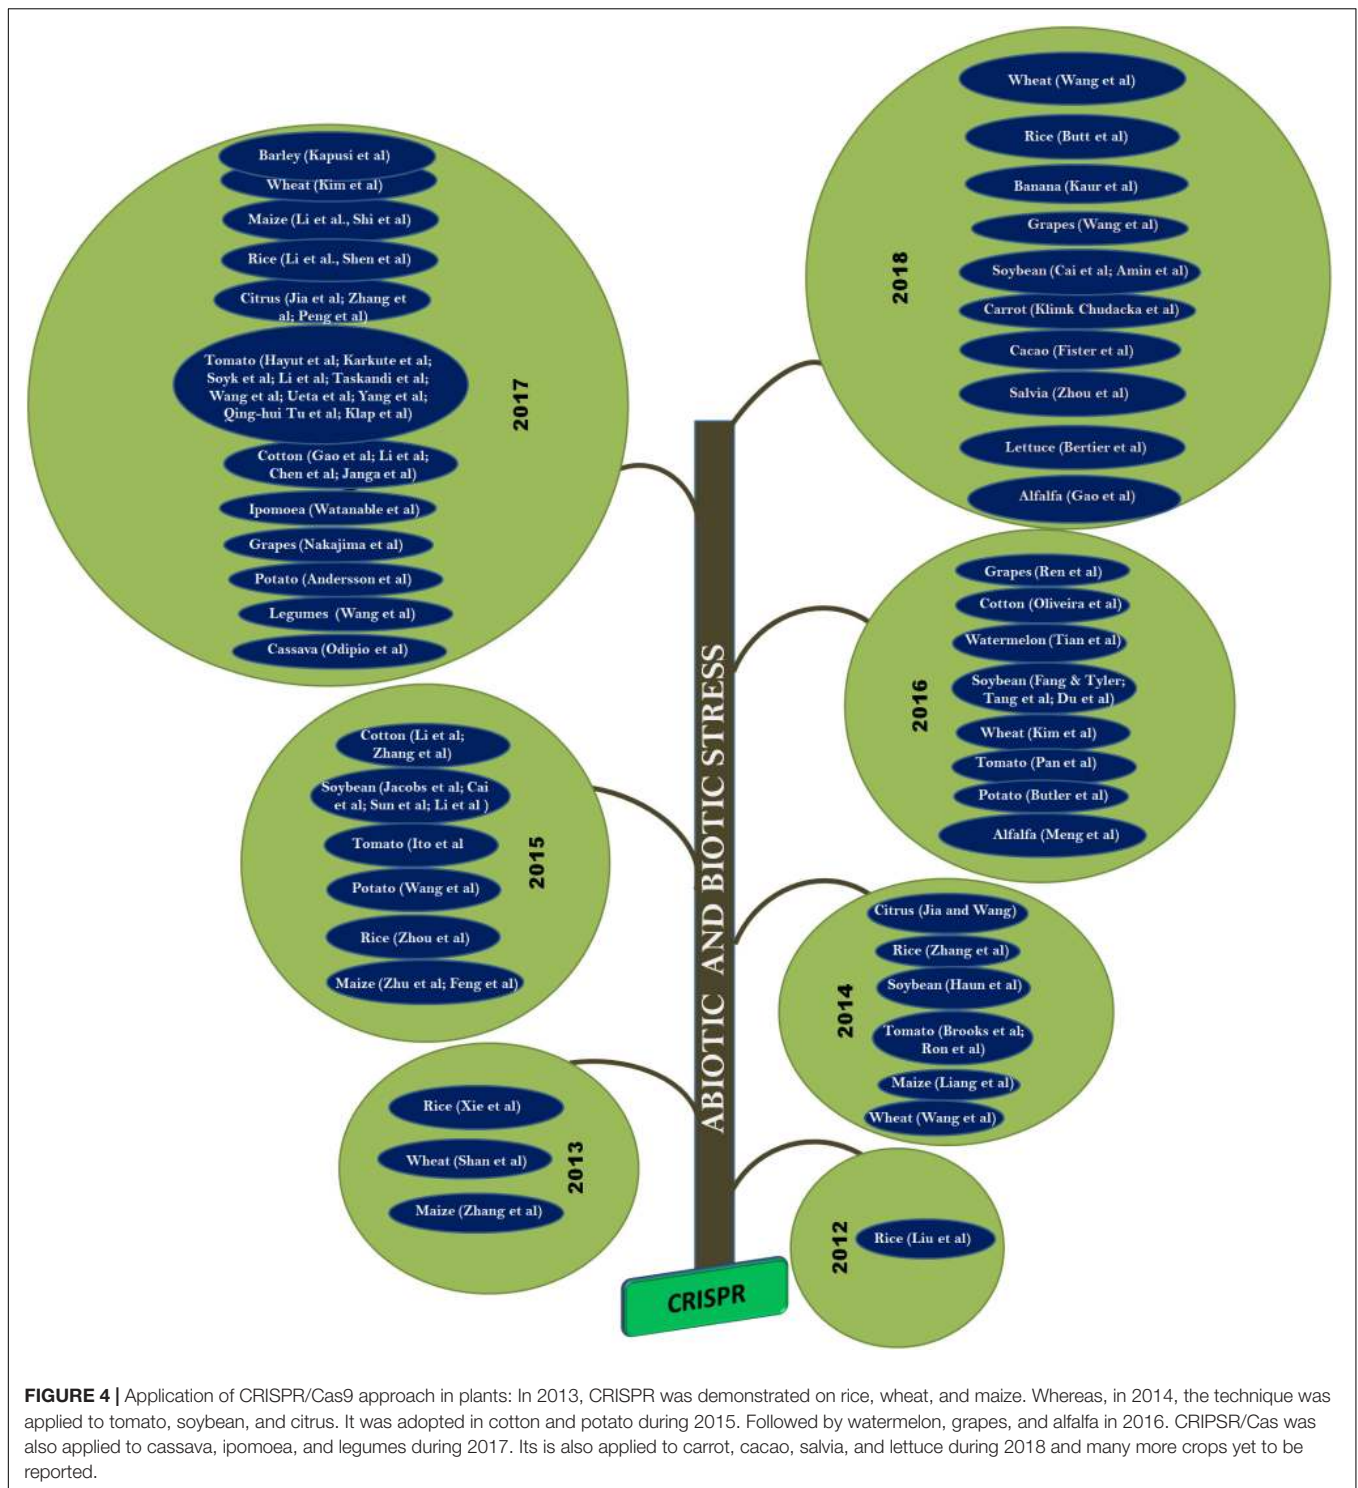 Wheat (Wang et al)
Rice (Butt et al)
Banana (Kaur et al)
Grapes (Wang et al)
Soybean (Cai et al; Amin et al)
Carrot (Klimk Chudacka et al)
Cacao (Fister et al)
Salvia (Zhou et al)
Lettuce (Bertier et al)
Alfalfa (Gao et al)
2018
Barley (Kapusi et al)
Wheat (Kim et al)
Maize (Li et al., Shi et al)
Rice (Li et al., Shen et al)
Citrus (Jia et al; Zhang et
al; Peng et al)
Tomato (Hayut et al; Karkute et al;
Soyk et al; Li et al; Taskandi et al;
Wang et al; Ueta et al; Yang et al;
Qing-hui Tu et al; Klap et al)
Cotton (Gao et al; Li et al;
Chen et al; Janga et al)
Ipomoea (Watanable et al)
Grapes (Nakajima et al)
Potato (Andersson et al)
Legumes (Wang et al)
Cassava (Odipio et al)
2017
Grapes (Ren et al)
Cotton (Oliveira et al)
Watermelon (Tian et al)
Soybean (Fang & Tyler;
Tang et al; Du et al)
Wheat (Kim et al)
Tomato (Pan et al)
Potato (Butler et al)
Alfalfa (Meng et al)
2016
Cotton (Li et al;
Zhang et al)
Soybean (Jacobs et al; Cai
et al; Sun et al; Li et al )
Tomato (Ito et al
Potato (Wang et al)
Rice (Zhou et al)
Maize (Zhu et al; Feng et al)
2015
Citrus (Jia and Wang)
Rice (Zhang et al)
Soybean (Haun et al)
Tomato (Brooks et al;
Ron et al)
Maize (Liang et al)
Wheat (Wang et al)
2014
Rice (Xie et al)
Wheat (Shan et al)
Maize (Zhang et al)
2013
Rice (Liu et al)
2012
ABIOTIC AND BIOTIC STRESS
CRISPR
FIGURE 4 | Application of CRISPR/Cas9 approach in plants: In 2013, CRISPR was demonstrated on rice, wheat, and maize. Whereas, in 2014, the technique was
applied to tomato, soybean, and citrus. It was adopted in cotton and potato during 2015. Followed by watermelon, grapes, and alfalfa in 2016. CRIPSR/Cas was
also applied to cassava, ipomoea, and legumes during 2017. Its is also applied to carrot, cacao, salvia, and lettuce during 2018 and many more crops yet to be
reported.